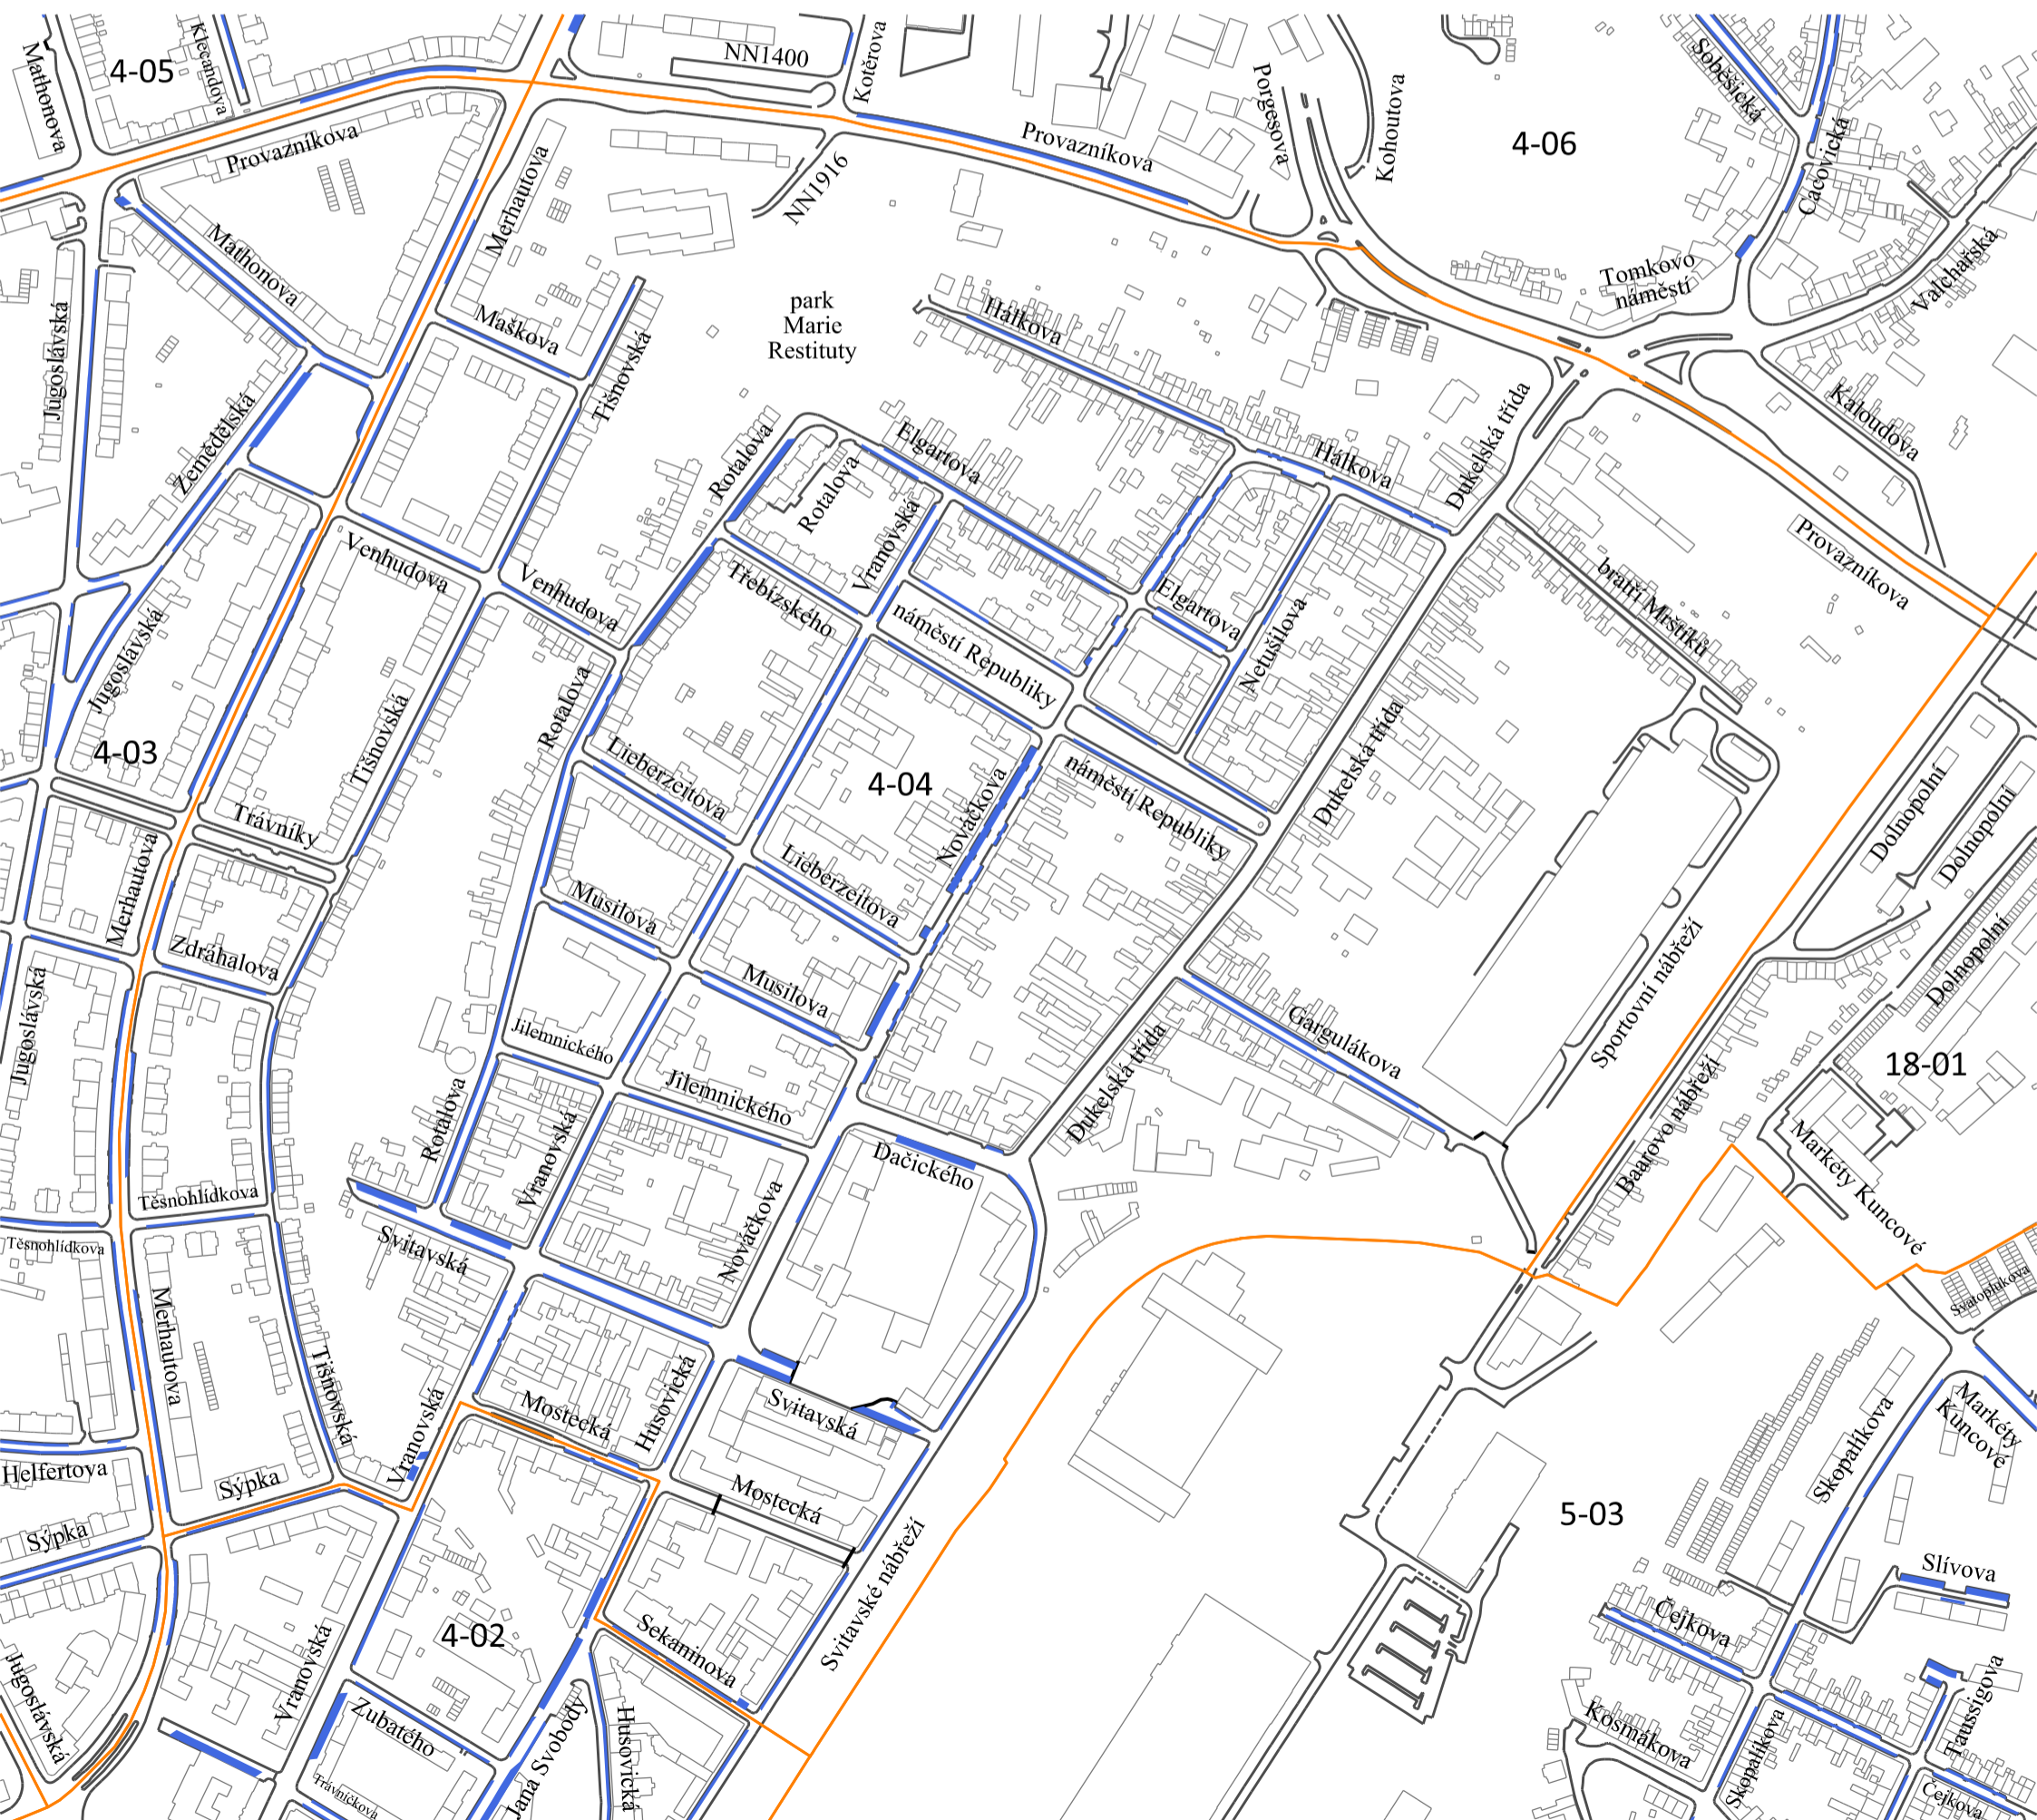 4-05
Klecandova
Mathonova
NN1400
Kotěrova
Soběšická
Porgesova
Kohoutova
4-06
Cacovická
Provazníkova
Provazníkova
Merhautova
NN1916
Mathonova
Tomkovo
náměstí
Valchařská
park
Marie
Restituty
Maškova
Hálkova
Jugoslávská
Tišnovská
Zemědělská
Dukelská třída
Kaloudova
Rotalova
Rotalova
Elgartova
Hálkova
Vranovská
Venhudova
Venhudova
Třebízského
bratří Mrštíků
Provazníkova
Elgartova
náměstí Republiky
Netušilova
Jugoslávská
Rotalova
Tišnovská
4-03
Lieberzeitova
4-04
Nováčkova
náměstí Republiky
Dukelská třída
Dolnopolní
Dolnopolní
Trávníky
Merhautova
Lieberzeitova
Zdráhalova
Musilova
Musilova
Jugoslávská
Jilemnického
Gargulákova
Sportovní nábřeží
Dolnopolní
18-01
Jilemnického
Rotalova
Dukelská třída
Baarovo nábřeží
Markéty Kuncové
Vranovská
Dačického
Těsnohlídkova
Těsnohlídkova
Svitavská
Nováčkova
Svatoplukova
Merhautova
Tišnovská
Vranovská
Mostecká
Husovická
Svitavská
Markéty
Kuncové
Skopalíkova
Helfertova
Sýpka
Mostecká
5-03
Sýpka
Svitavské nábřeží
Slívova
Čejkova
4-02
Sekaninova
Jugoslávská
Vranovská
Zubatého
Jana Svobody
Husovická
Kosmákova
Skopalíkova
Taussigova
Trávníčkova
Čejkova